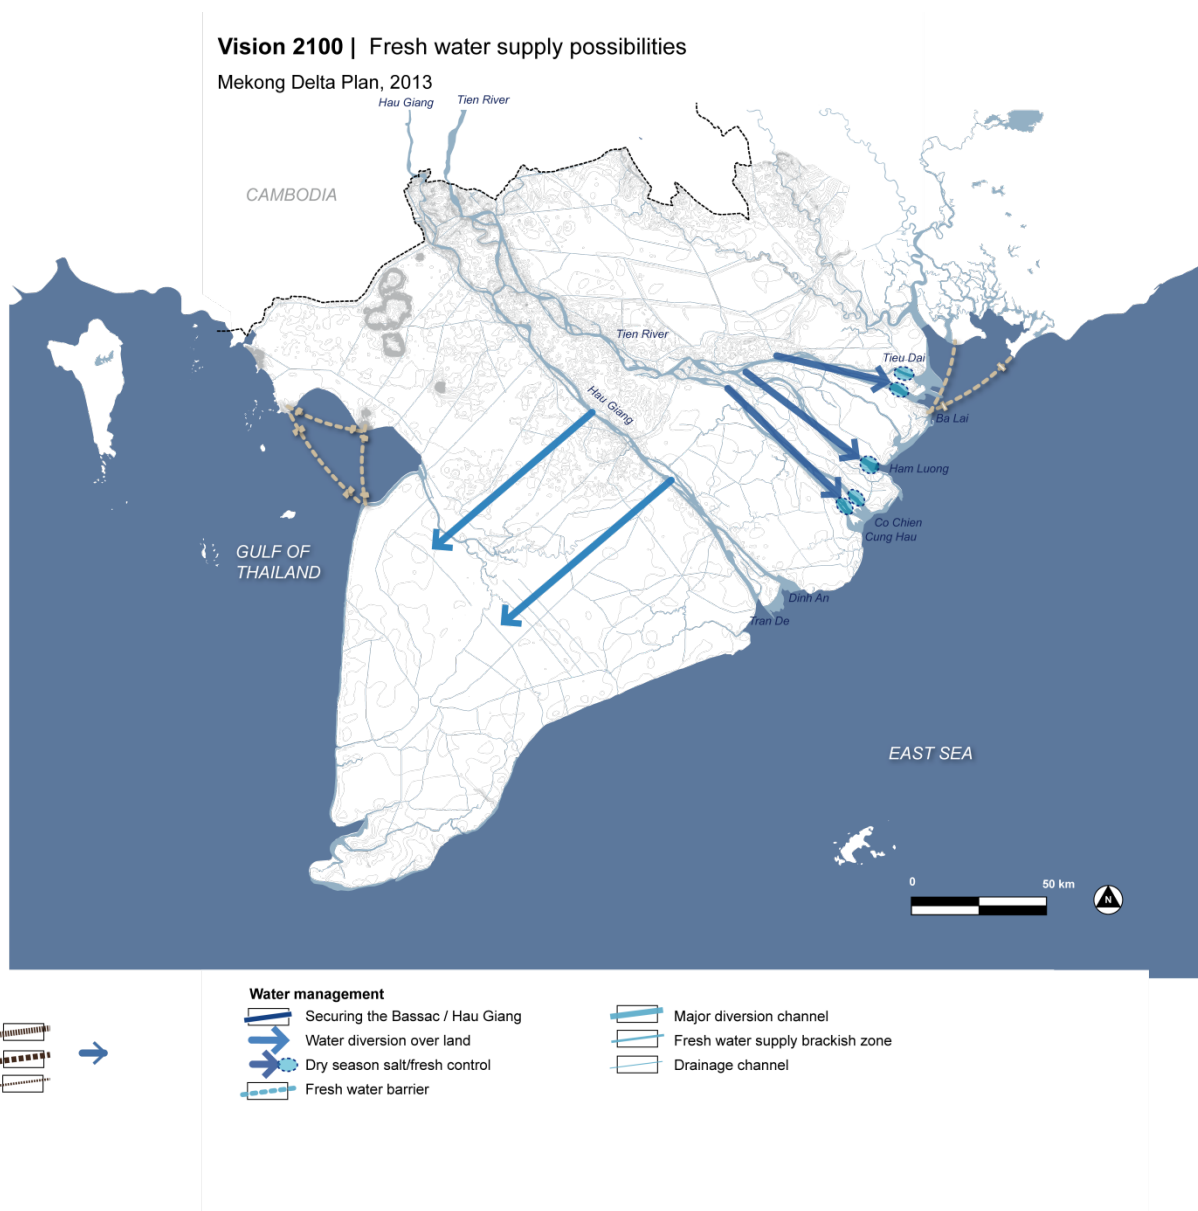 Vision 2100 | Fresh water supply possibilities
Mekong Delta Plan, 2013
Hau Giang
Tien River
CAMBODIA
Tien River
Tieu Dai
Hau Giang
Ba Lai
Ham Luong
Co Chien
Cung Hau
GULF OF
THAILAND
Dinh An
Tran De
EAST SEA
0
50 km
N
Water management
Securing the Bassac / Hau Giang
Water diversion over land
Dry season salt/fresh control
Fresh water barrier
Major diversion channel
Fresh water supply brackish zone
Drainage channel